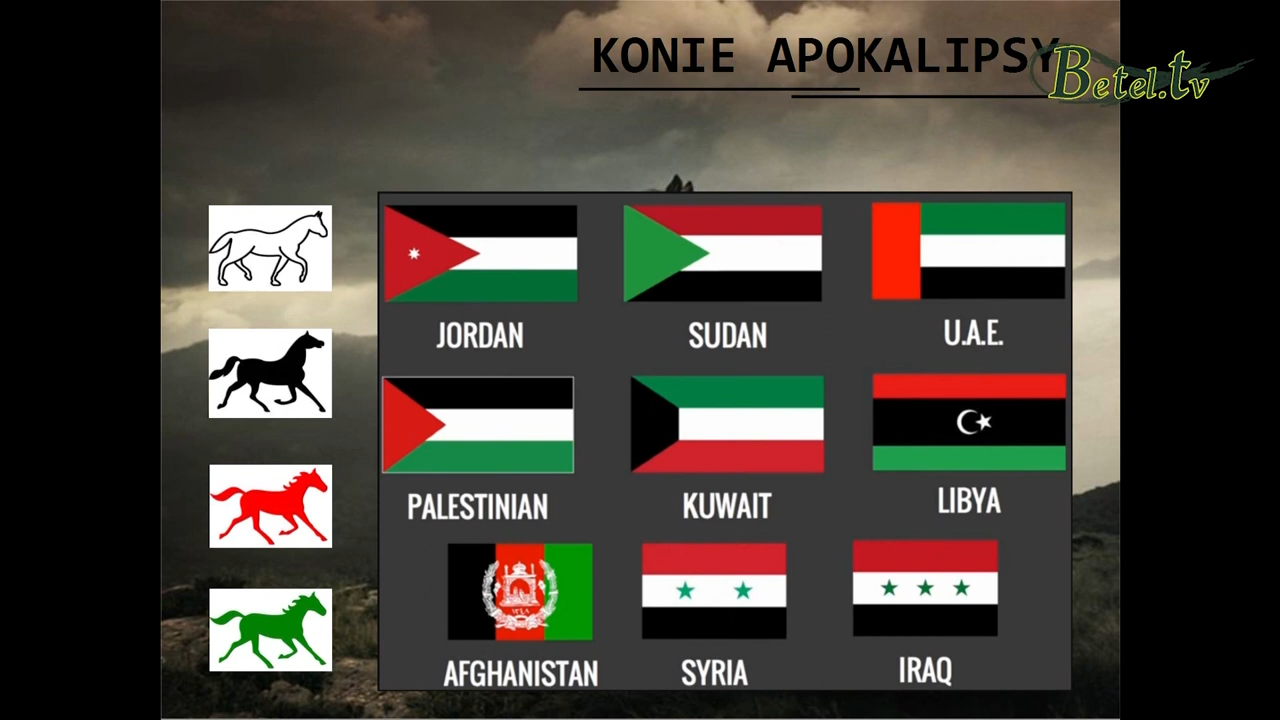 KONIE APOKALIPSY
Betel.tv
JORDAN
SUDAN
U.A.E.
PALESTINIAN
KUWAIT
LIBYA
AFGHANISTAN
SYRIA
IRAQ